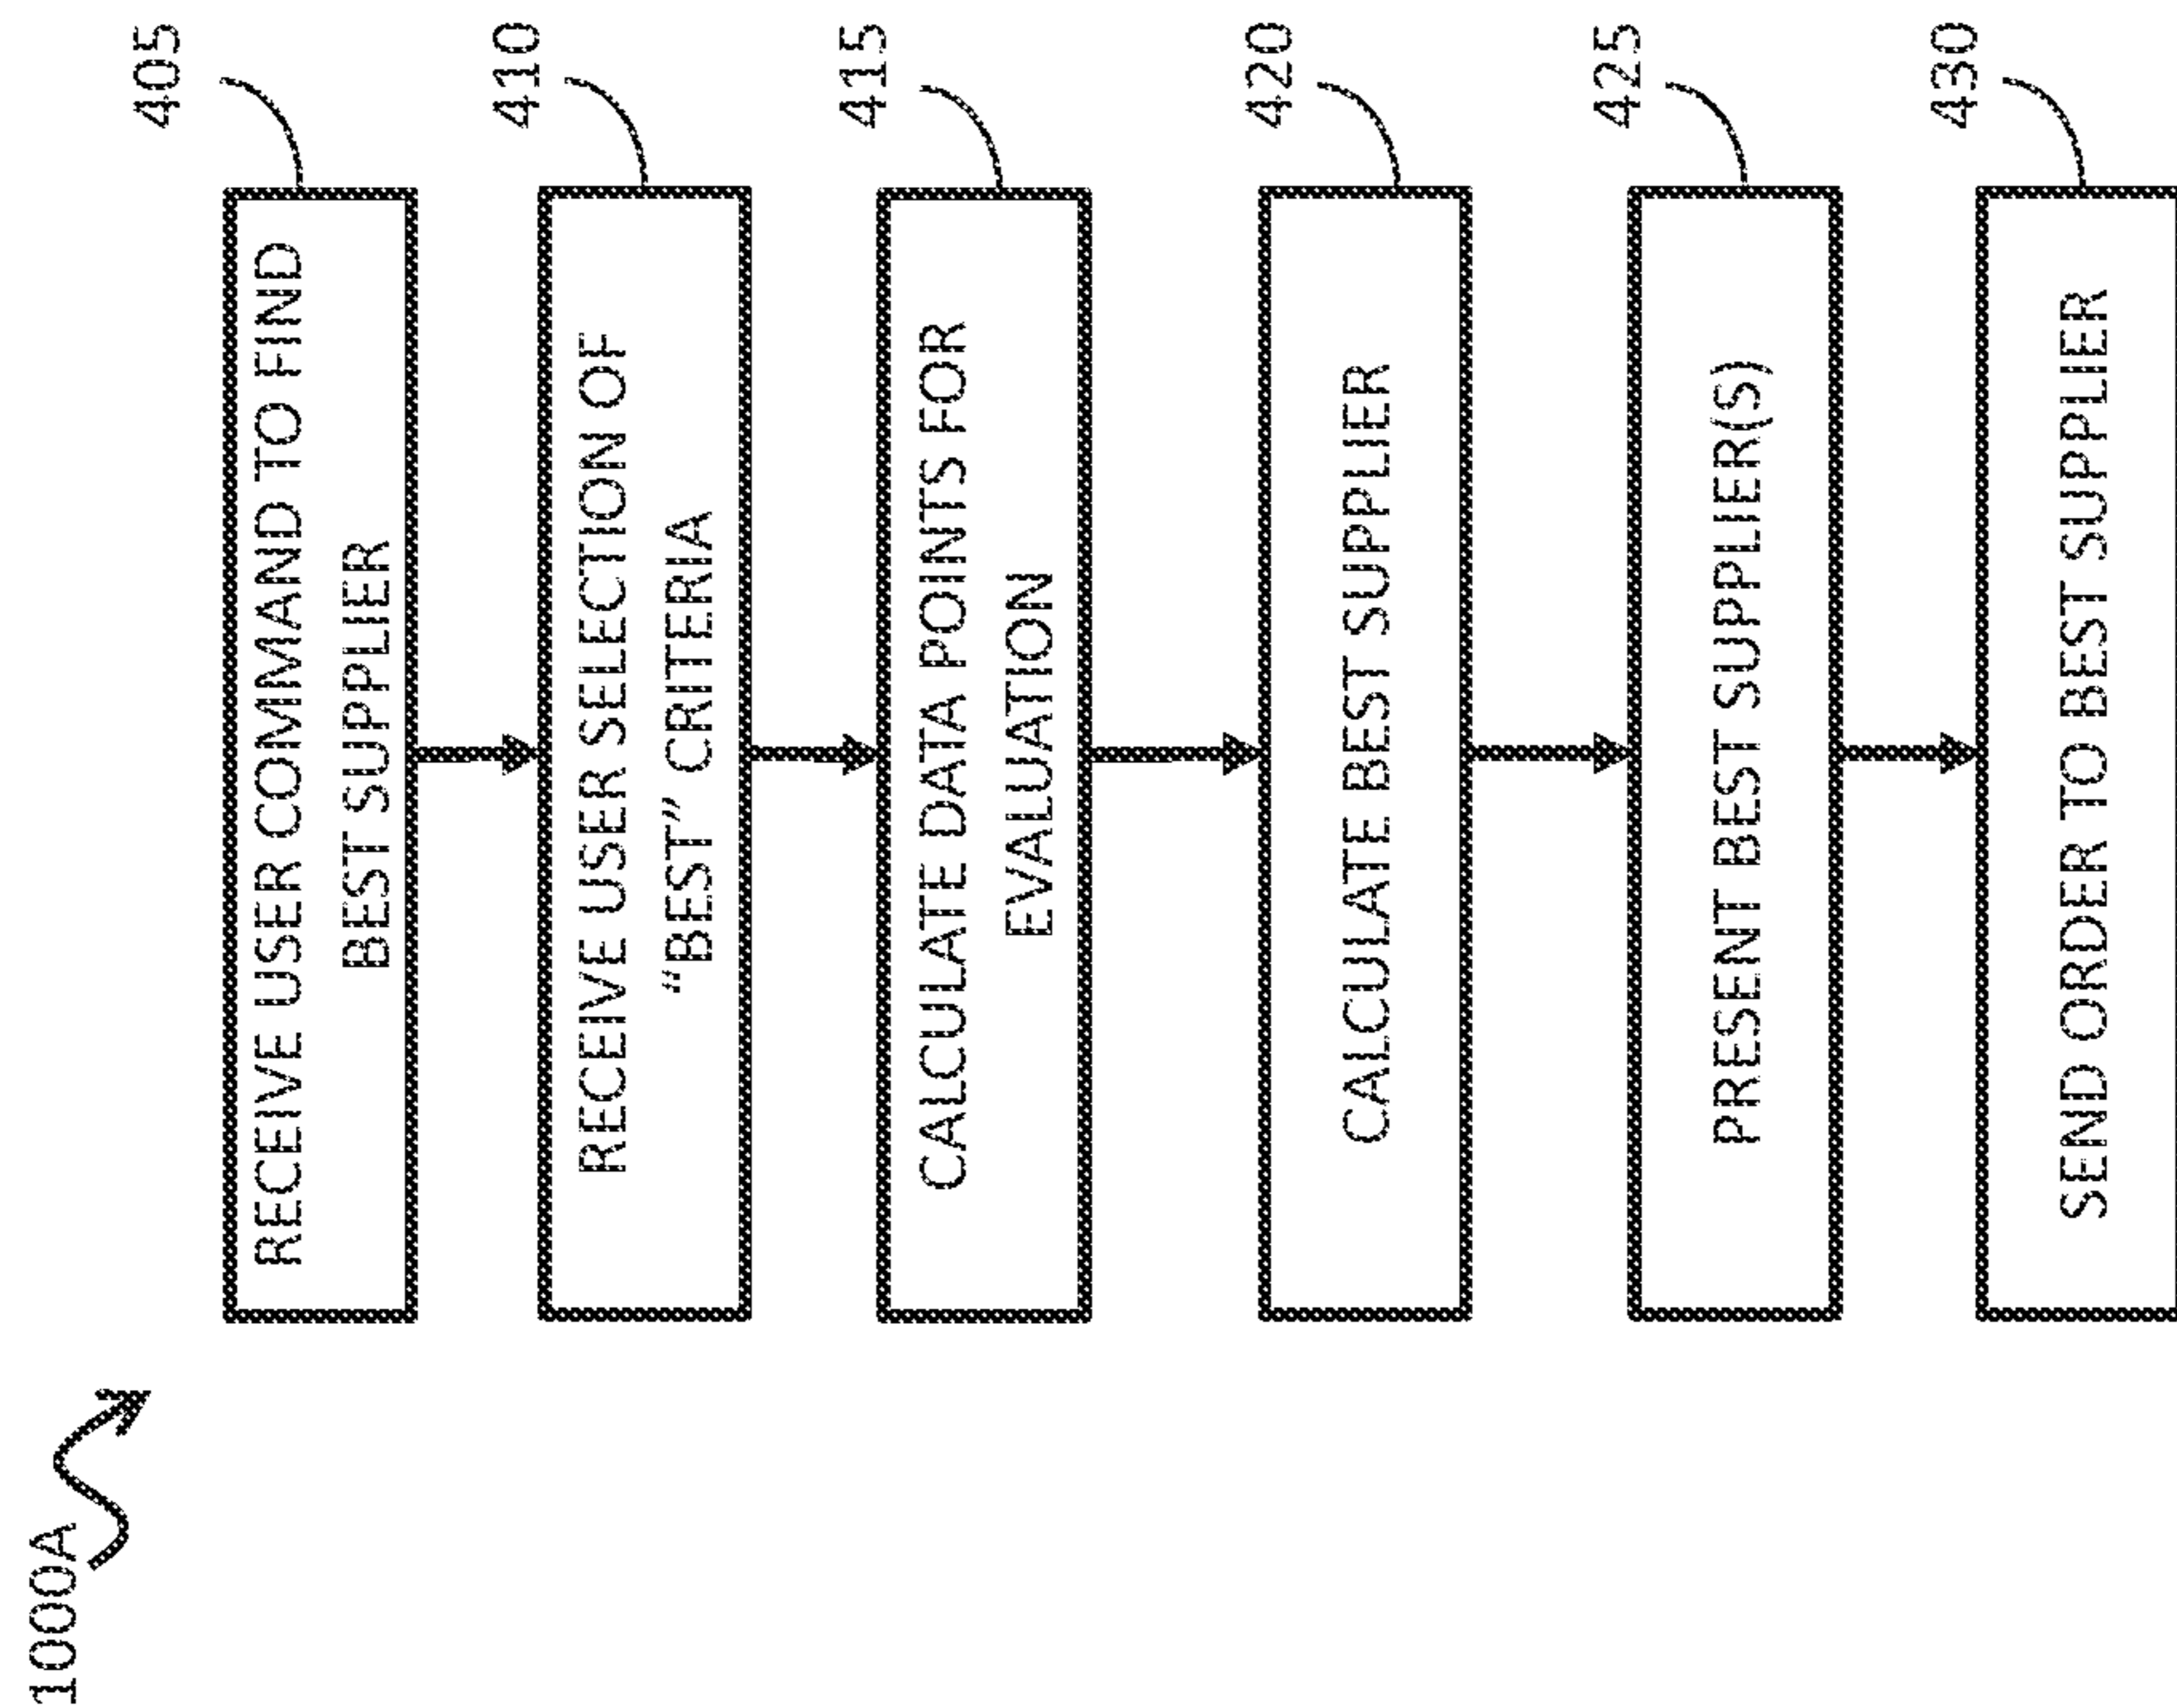 1000A
405
RECEIVE USER COMMAND TO FIND
BEST SUPPLIER
410
RECEIVE USER SELECTION OF
"BEST" CRITERIA
415
CALCULATE DATA POINTS FOR
EVALUATION
420
CALCULATE BEST SUPPLIER
425
PRESENT BEST SUPPLIER(S)
430
SEND ORDER TO BEST SUPPLIER